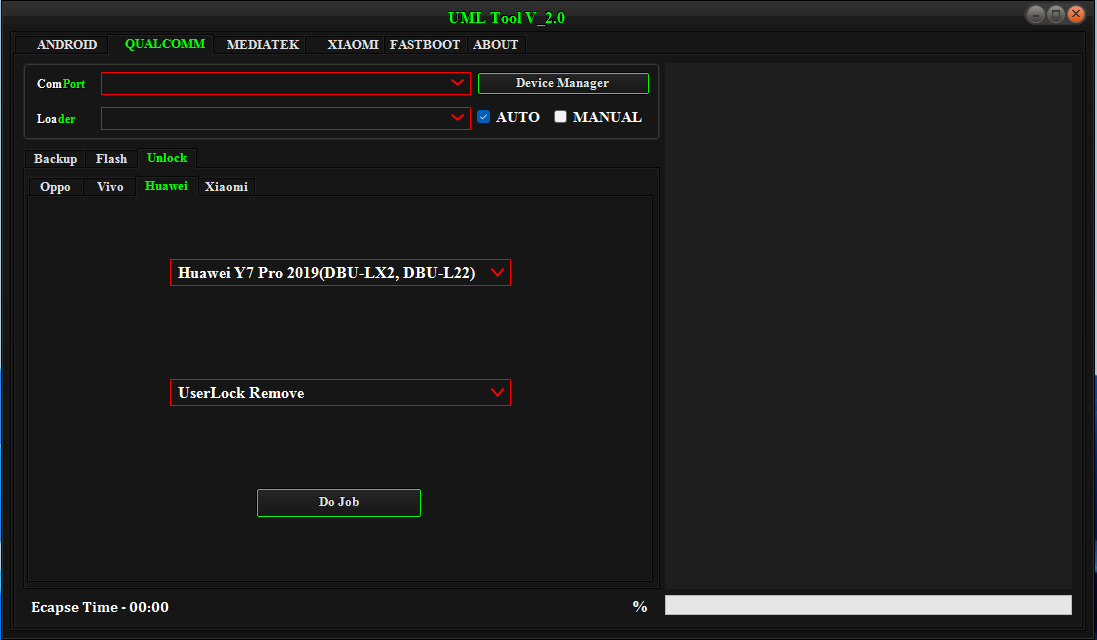 UML Tool V_2.0
ANDROID QUALCOMM MEDIATEK XIAOMI FASTBOOT ABOUT
ComPort Device Manager
Loader AUTO MANUAL
Backup Flash Unlock
Oppo Vivo Huawei Xiaomi
Huawei Y7 Pro 2019(DBU-LX2, DBU-L22)
UserLock Remove
Do Job
Ecapse Time - 00:00 %